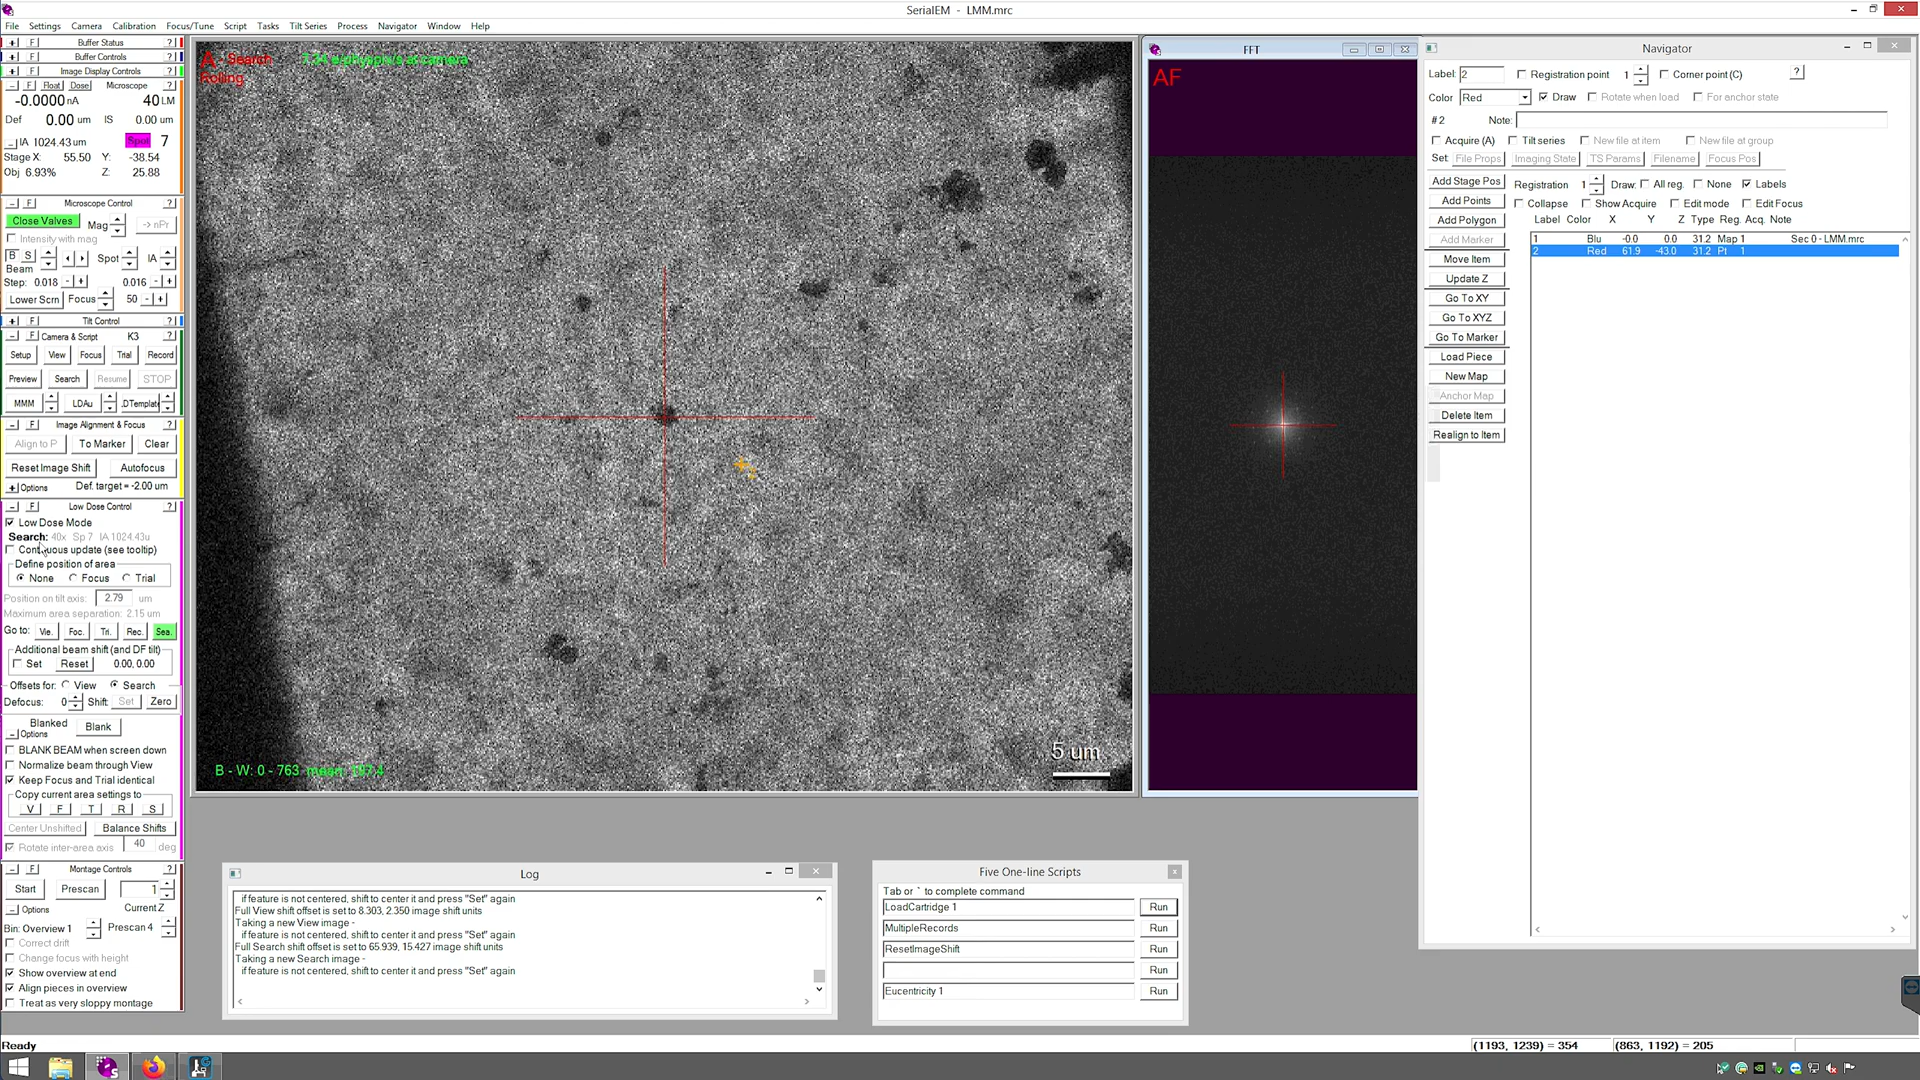 SerialEM - LMM.mrc
File Settings Camera Calibration Focus/Tune Script Tasks Tilt Series Process Navigator Window Help
+ F Buffer Status ?
+ F Buffer Controls ?
+ F Image Display Controls ?
- F Float Dose Microscope ?
-0.0000 nA 40 LM
Def 0.00 um IS 0.00 um
IA 1024.43 um Spot 7
Stage X: 55.50 Y: -38.54
Obj 6.93% Z: 25.88
- F Microscope Control ?
Close Valves Mag -> nPr
Intensity with mag
B S Spot IA
Beam
Step: 0.018 - + 0.016 - +
Lower Scrn Focus 50 - +
+ F Tilt Control ?
- F Camera & Script K3 ?
Setup View Focus Trial Record
Preview Search Resume STOP
MMM LDAu .DTemplate
- F Image Alignment & Focus ?
Align to P To Marker Clear
Reset Image Shift Autofocus
+ Options Def. target = -2.00 um
- F Low Dose Control ?
Low Dose Mode
Search: 40x Sp 7 IA 1024.43u
Continuous update (see tooltip)
Define position of area
None Focus Trial
Position on tilt axis: 2.79 um
Maximum area separation: 2.15 um
Go to: Vie. Foc. Tri. Rec. Sea.
Additional beam shift (and DF tilt)
Set Reset 0.00, 0.00
Offsets for: View Search
Defocus: 0 Shift: Set Zero
Blanked Blank
- Options
BLANK BEAM when screen down
Normalize beam through View
Keep Focus and Trial identical
Copy current area settings to
V F T R S
Center Unshifted Balance Shifts
Rotate inter-area axis 40 deg
- F Montage Controls ?
Start Prescan 1
- Options Current Z
Bin: Overview 1 Prescan 4
Correct drift
Change focus with height
Show overview at end
Align pieces in overview
Treat as very sloppy montage
A - Search
Rolling
5 um
FFT
AF
Log
if feature is not centered, shift to center it and press "Set" again
Full View shift offset is set to 8.303, 2.350 image shift units
Taking a new View image -
if feature is not centered, shift to center it and press "Set" again
Full Search shift offset is set to 65.939, 15.427 image shift units
Taking a new Search image -
if feature is not centered, shift to center it and press "Set" again
Five One-line Scripts
Tab or ` to complete command
LoadCartridge 1 Run
MultipleRecords Run
ResetImageShift Run
Run
Eucentricity 1 Run
Navigator
Label: 2 Registration point 1 Corner point (C) ?
Color Red Draw Rotate when load For anchor state
# 2 Note:
Acquire (A) Tilt series New file at item New file at group
Set: File Props Imaging State TS Params Filename Focus Pos
Add Stage Pos Registration 1 Draw: All reg. None Labels
Add Points Collapse Show Acquire Edit mode Edit Focus
Add Polygon Label Color X Y Z Type Reg. Acq. Note
Add Marker 1 Blu -0.0 0.0 31.2 Map 1 Sec 0 - LMM.mrc
2 Red 61.9 -43.0 31.2 Pt 1
Move Item
Update Z
Go To XY
Go To XYZ
Go To Marker
Load Piece
New Map
Anchor Map
Delete Item
Realign to Item
Ready (1193, 1239) = 354 (863, 1192) = 205